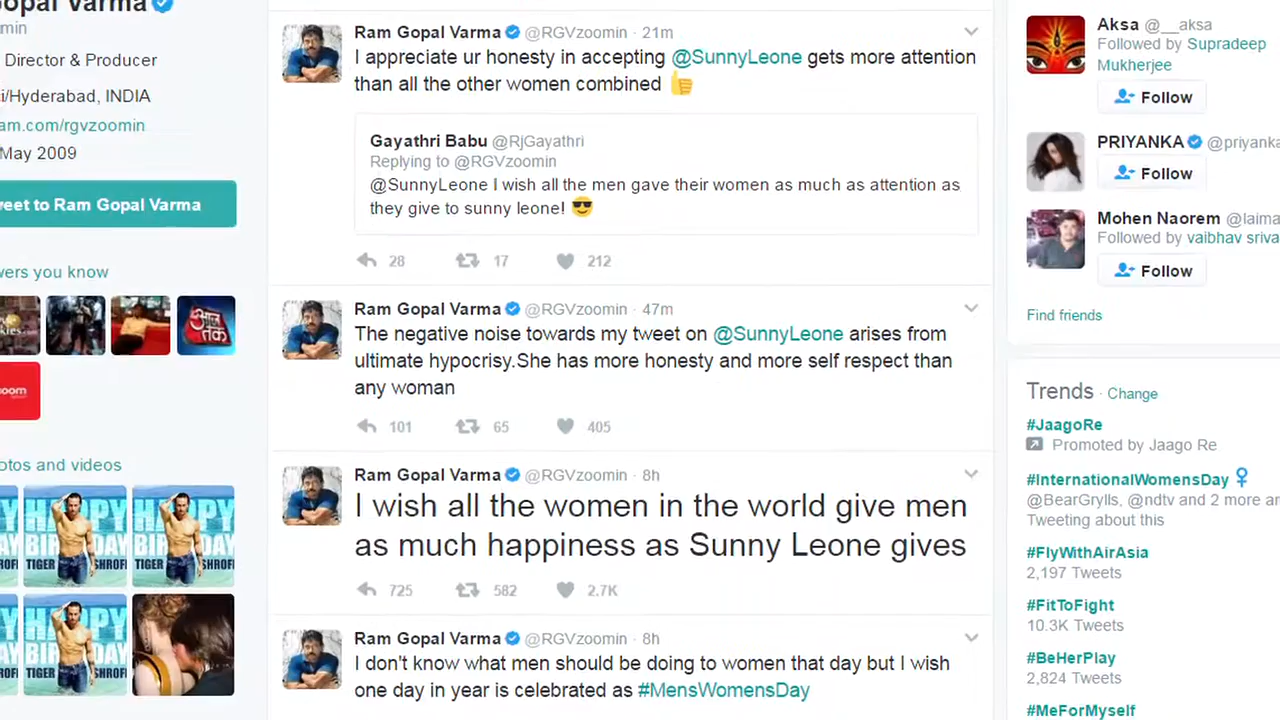 opal Varma
omin
Director & Producer
i/Hyderabad, INDIA
am.com/rgvzoomin
May 2009
eet to Ram Gopal Varma
wers you know
आज
तक
oom
otos and videos
HAPPY
BIRTHDAY
TIGER SHROFF
Ram Gopal Varma @RGVzoomin · 21m
I appreciate ur honesty in accepting @SunnyLeone gets more attention
than all the other women combined 👍
Gayathri Babu @RjGayathri
Replying to @RGVzoomin
@SunnyLeone I wish all the men gave their women as much as attention as
they give to sunny leone! 😎
28 17 212
Ram Gopal Varma @RGVzoomin · 47m
The negative noise towards my tweet on @SunnyLeone arises from
ultimate hypocrisy.She has more honesty and more self respect than
any woman
101 65 405
Ram Gopal Varma @RGVzoomin · 8h
I wish all the women in the world give men
as much happiness as Sunny Leone gives
725 582 2.7K
Ram Gopal Varma @RGVzoomin · 8h
I don't know what men should be doing to women that day but I wish
one day in year is celebrated as #MensWomensDay
Aksa @__aksa
Followed by Supradeep
Mukherjee
Follow
PRIYANKA @priyanka
Follow
Mohen Naorem @laima
Followed by vaibhav sriva
Follow
Find friends
Trends · Change
#JaagoRe
Promoted by Jaago Re
#InternationalWomensDay
@BearGrylls, @ndtv and 2 more ar
Tweeting about this
#FlyWithAirAsia
2,197 Tweets
#FitToFight
10.3K Tweets
#BeHerPlay
2,824 Tweets
#MeForMyself